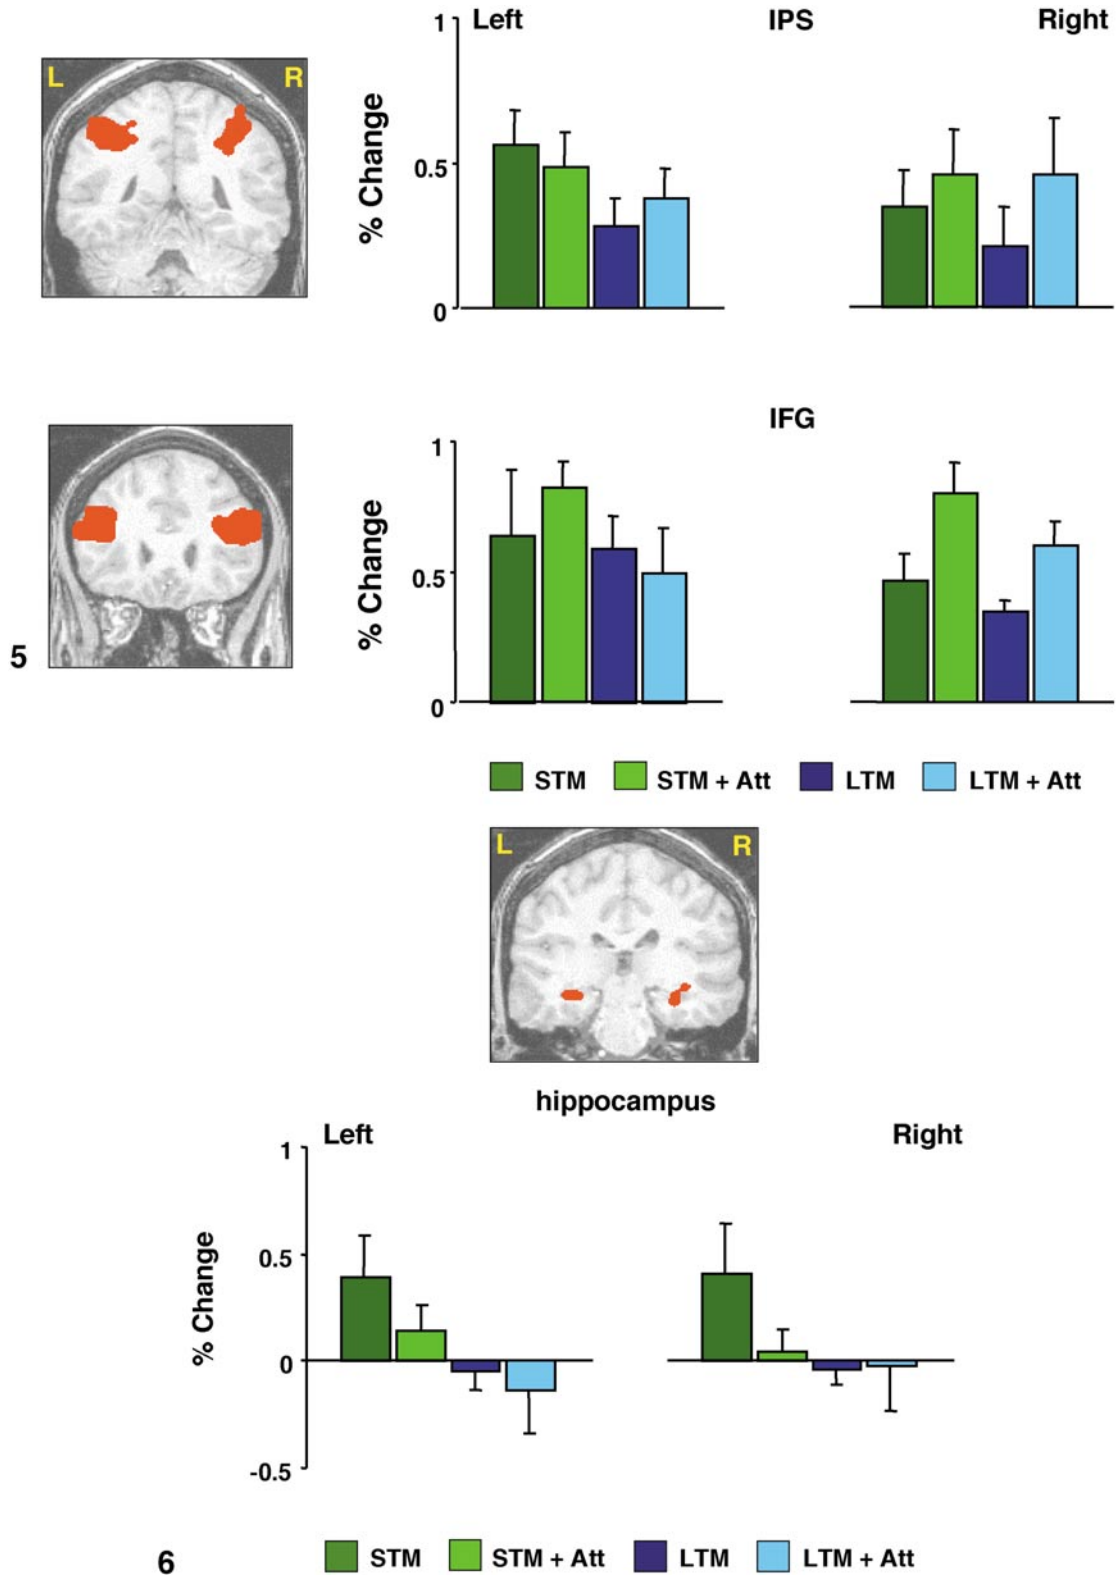 Left IPS Right
L R
1
% Change
0.5
0
IFG
1
% Change
0.5
0
5
STM STM + Att LTM LTM + Att
L R
hippocampus
Left Right
1
% Change
0.5
0
-0.5
6 STM STM + Att LTM LTM + Att